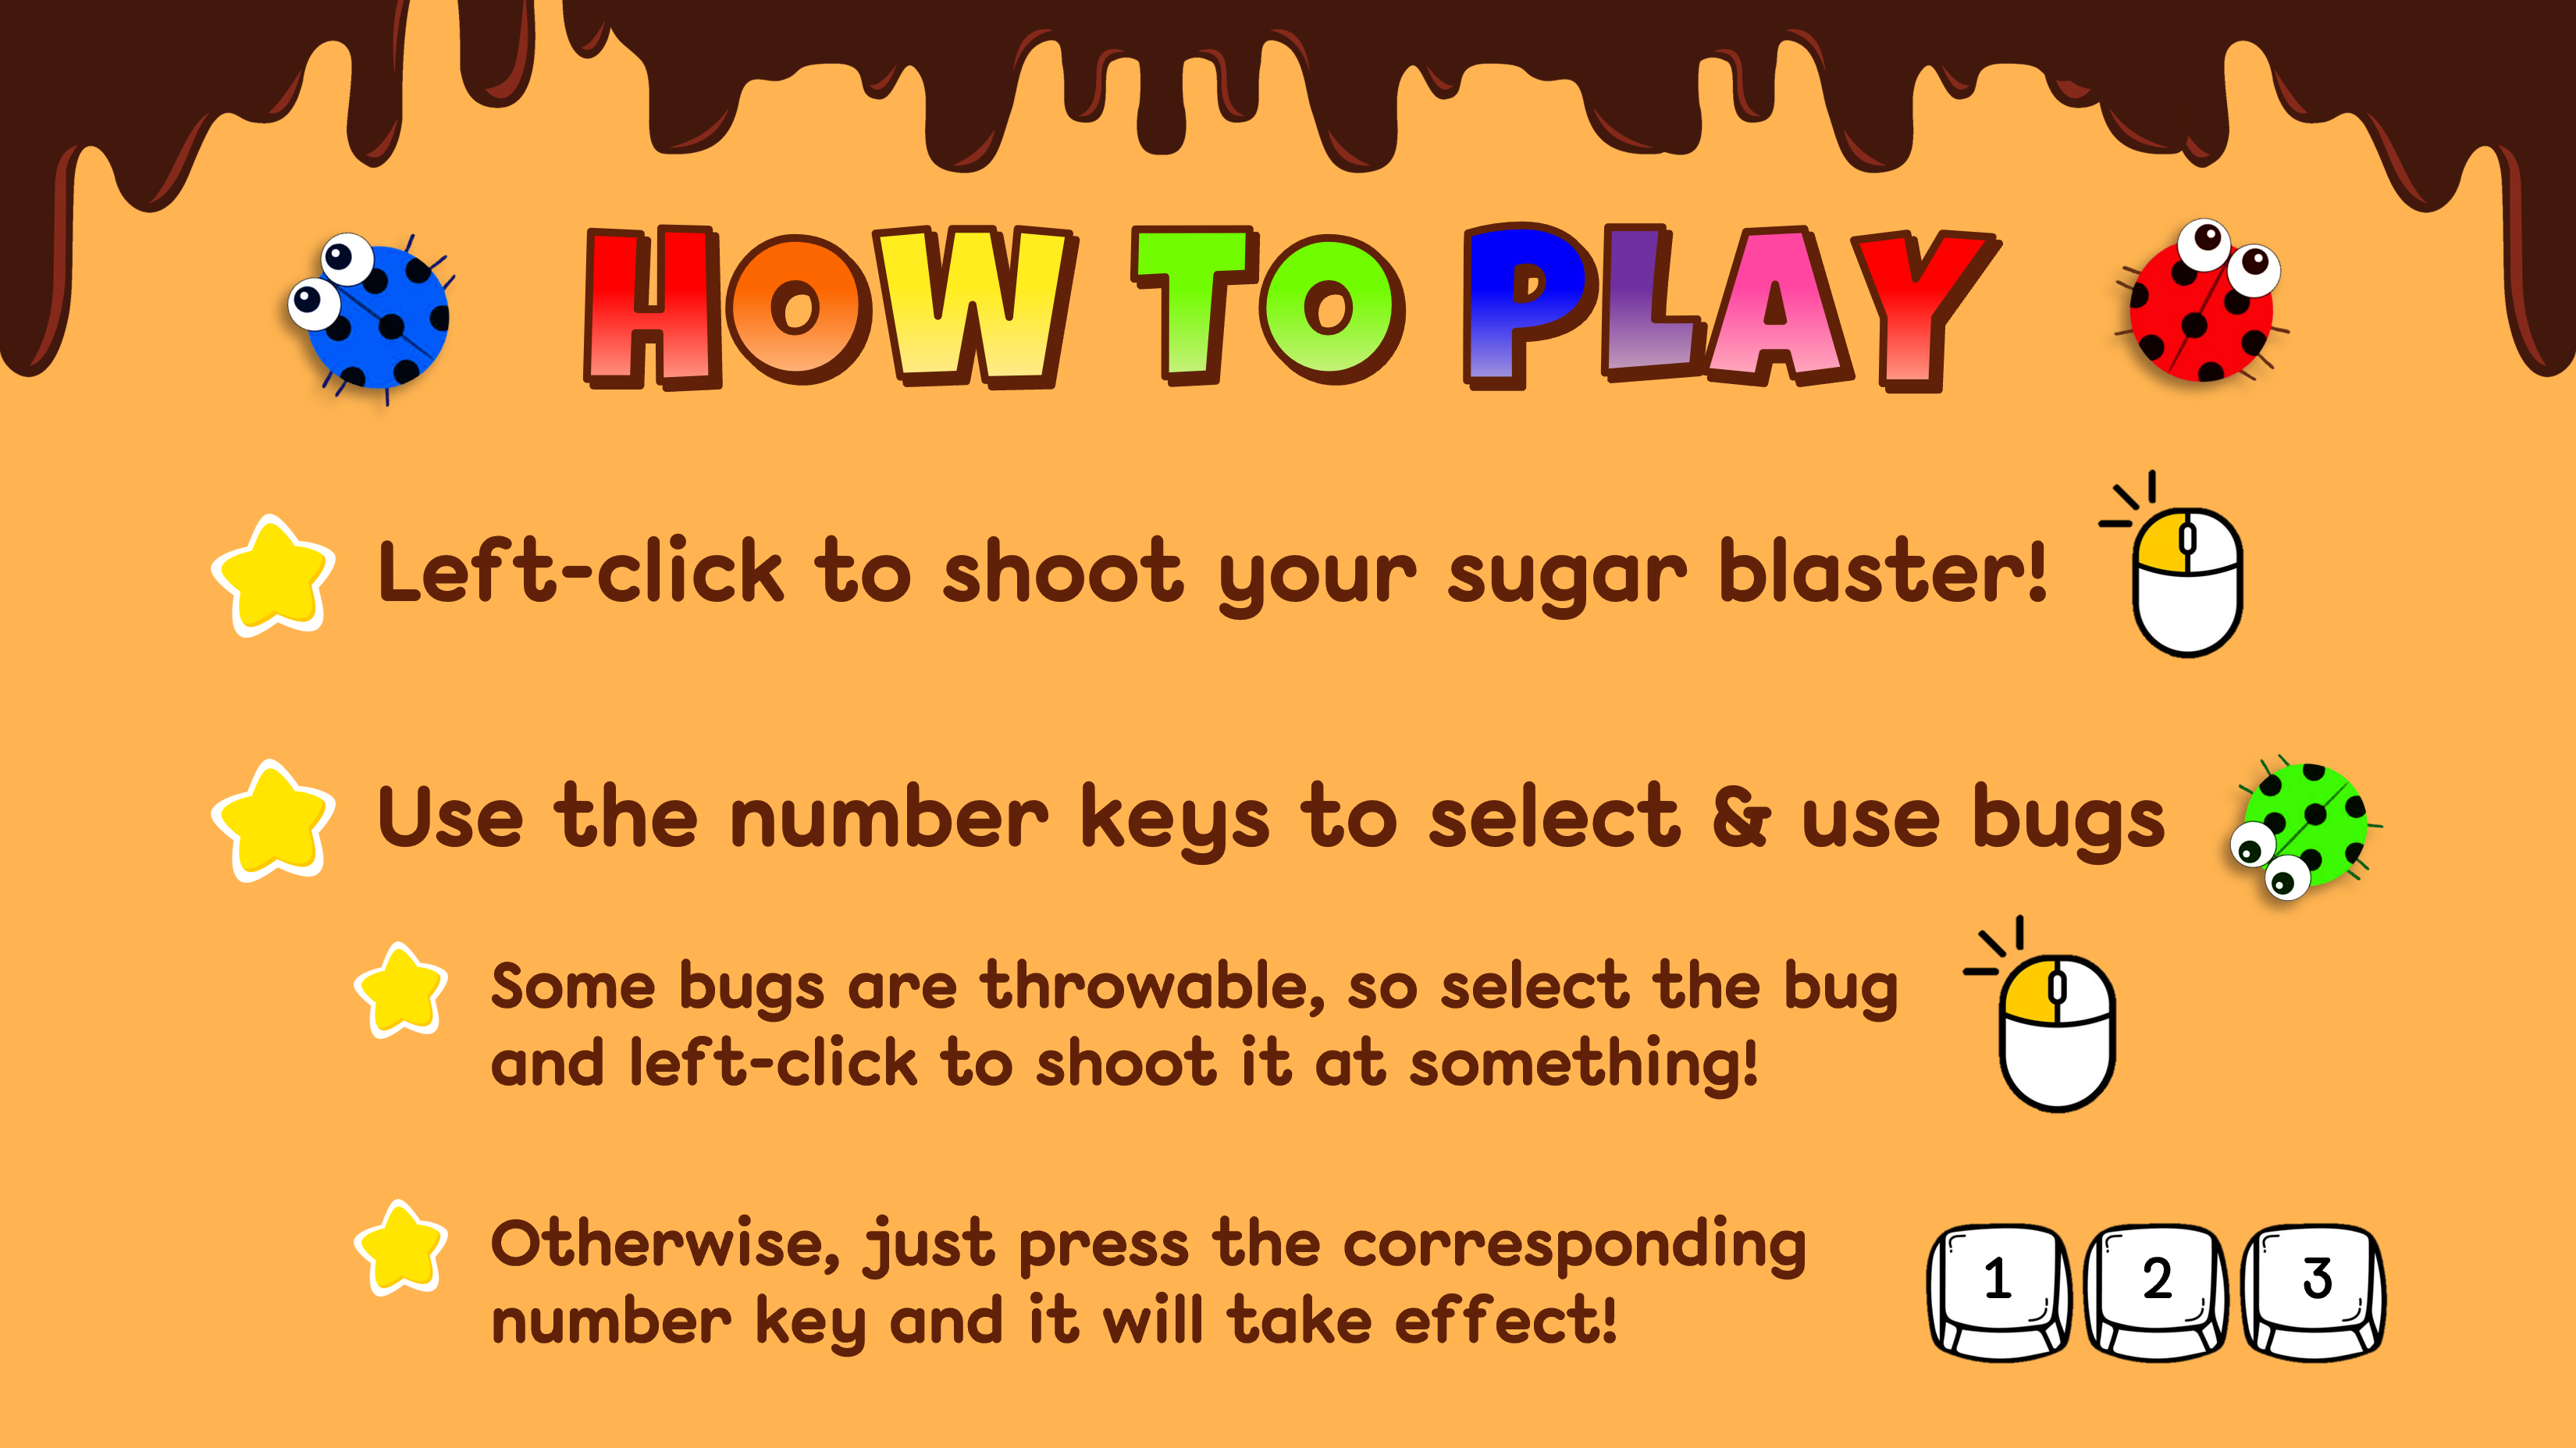 HOW TO PLAY
Left-click to shoot your sugar blaster!
Use the number keys to select & use bugs
Some bugs are throwable, so select the bug
and left-click to shoot it at something!
Otherwise, just press the corresponding
number key and it will take effect!
1 2 3